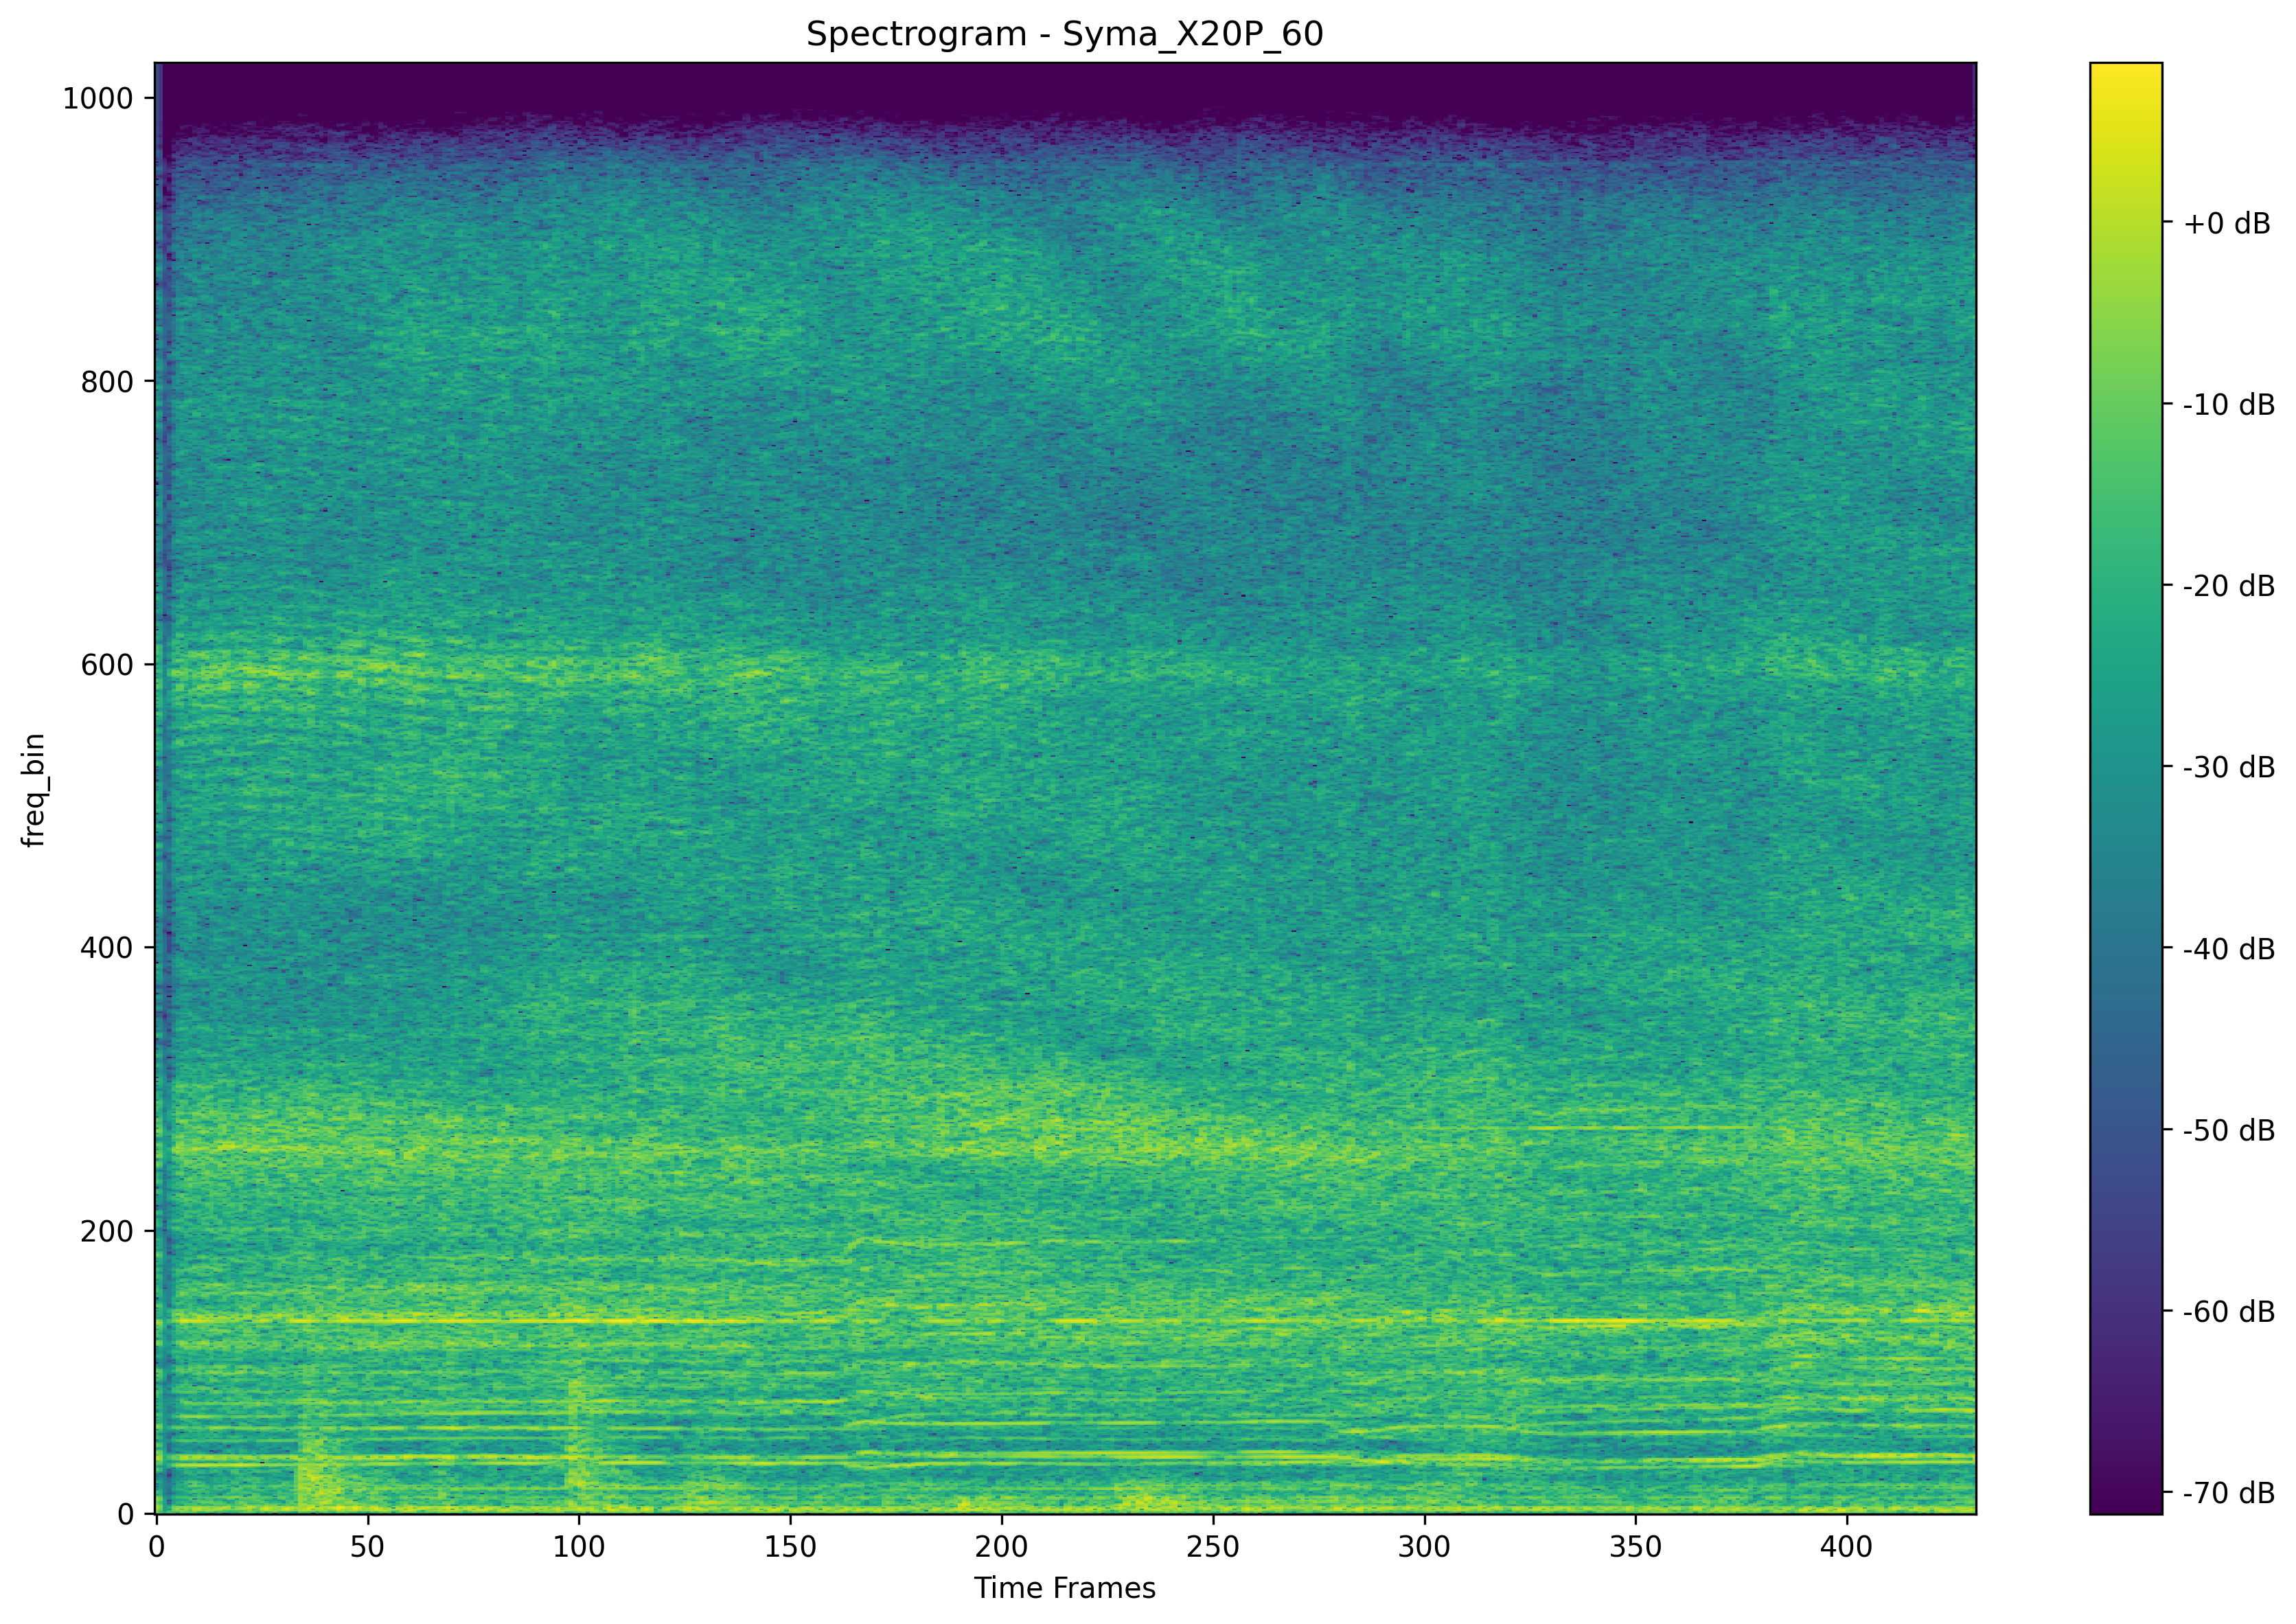 Spectrogram - Syma_X20P_60
freq_bin
1000
800
600
400
200
0
0 50 100 150 200 250 300 350 400
Time Frames
+0 dB
-10 dB
-20 dB
-30 dB
-40 dB
-50 dB
-60 dB
-70 dB